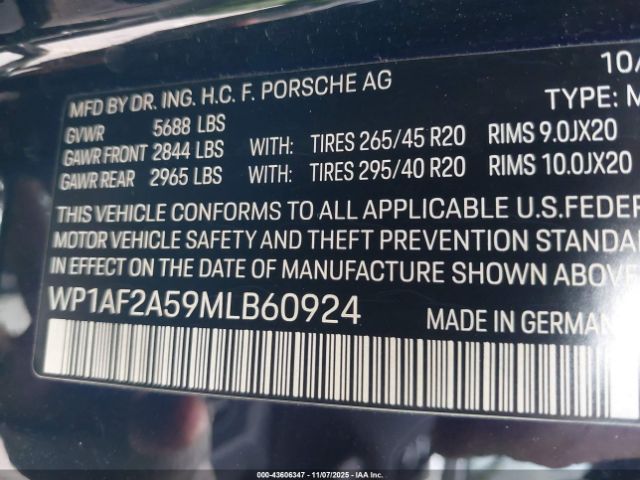 10/
MFD BY DR. ING. H.C. F. PORSCHE AG
TYPE: M
GVWR 5688 LBS
GAWR FRONT 2844 LBS WITH: TIRES 265/45 R20 RIMS 9.0JX20
GAWR REAR 2965 LBS WITH: TIRES 295/40 R20 RIMS 10.0JX20
THIS VEHICLE CONFORMS TO ALL APPLICABLE U.S.FEDER
MOTOR VEHICLE SAFETY AND THEFT PREVENTION STANDA
IN EFFECT ON THE DATE OF MANUFACTURE SHOWN ABOVE
WP1AF2A59MLB60924 MADE IN GERMAN
000-43606347 - 11/07/2025 - IAA Inc.